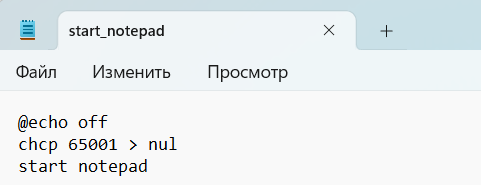 start_notepad
Файл Изменить Просмотр
@echo off
chcp 65001 > nul
start notepad